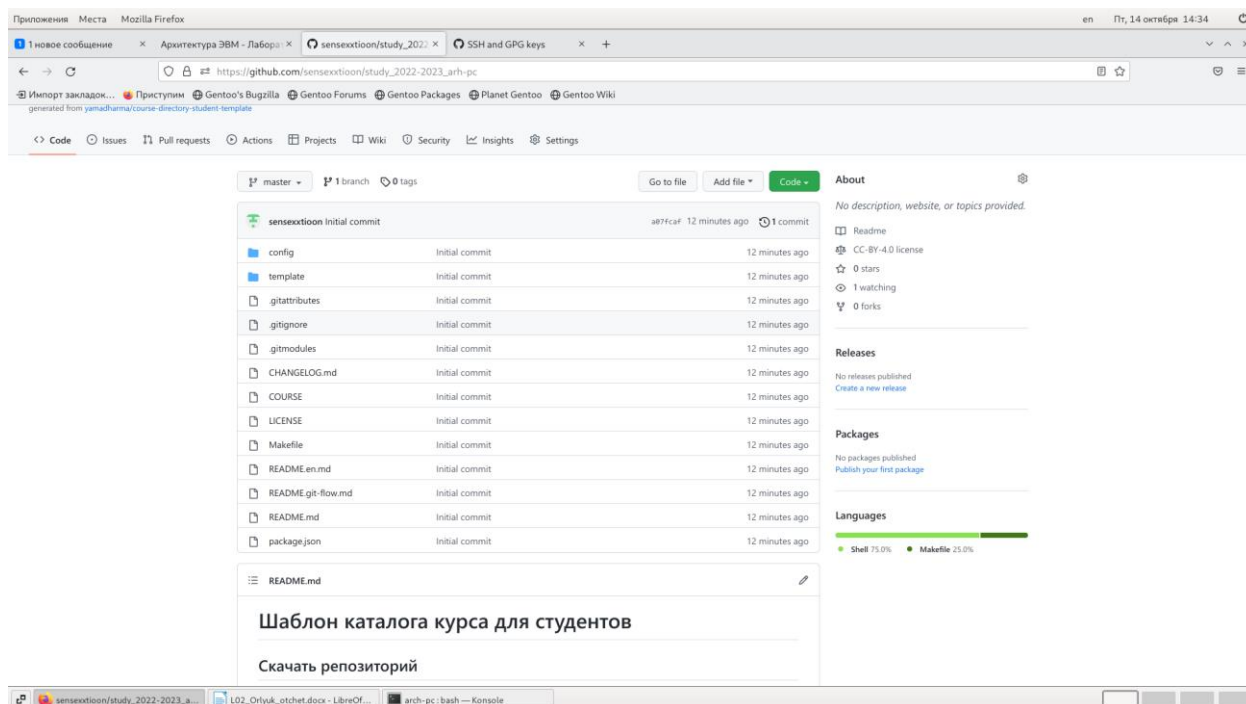 Приложения Места Mozilla Firefox en Пт, 14 октября 14:34
1 1 новое сообщение × Архитектура ЭВМ - Лаборат × sensexxtioon/study_2022 × SSH and GPG keys × +
https://github.com/sensexxtioon/study_2022-2023_arh-pc
Импорт закладок... Приступим Gentoo's Bugzilla Gentoo Forums Gentoo Packages Planet Gentoo Gentoo Wiki
generated from yamadharma/course-directory-student-template
<> Code Issues Pull requests Actions Projects Wiki Security Insights Settings
master 1 branch 0 tags Go to file Add file Code
sensexxtioon Initial commit a07fcaf 12 minutes ago 1 commit
config Initial commit 12 minutes ago
template Initial commit 12 minutes ago
.gitattributes Initial commit 12 minutes ago
.gitignore Initial commit 12 minutes ago
.gitmodules Initial commit 12 minutes ago
CHANGELOG.md Initial commit 12 minutes ago
COURSE Initial commit 12 minutes ago
LICENSE Initial commit 12 minutes ago
Makefile Initial commit 12 minutes ago
README.en.md Initial commit 12 minutes ago
README.git-flow.md Initial commit 12 minutes ago
README.md Initial commit 12 minutes ago
package.json Initial commit 12 minutes ago
README.md
Шаблон каталога курса для студентов
Скачать репозиторий
About
No description, website, or topics provided.
Readme
CC-BY-4.0 license
0 stars
1 watching
0 forks
Releases
No releases published
Create a new release
Packages
No packages published
Publish your first package
Languages
Shell 75.0% Makefile 25.0%
sensexxtioon/study_2022-2023_a... L02_Orlyuk_otchet.docx - LibreOf... arch-pc : bash — Konsole